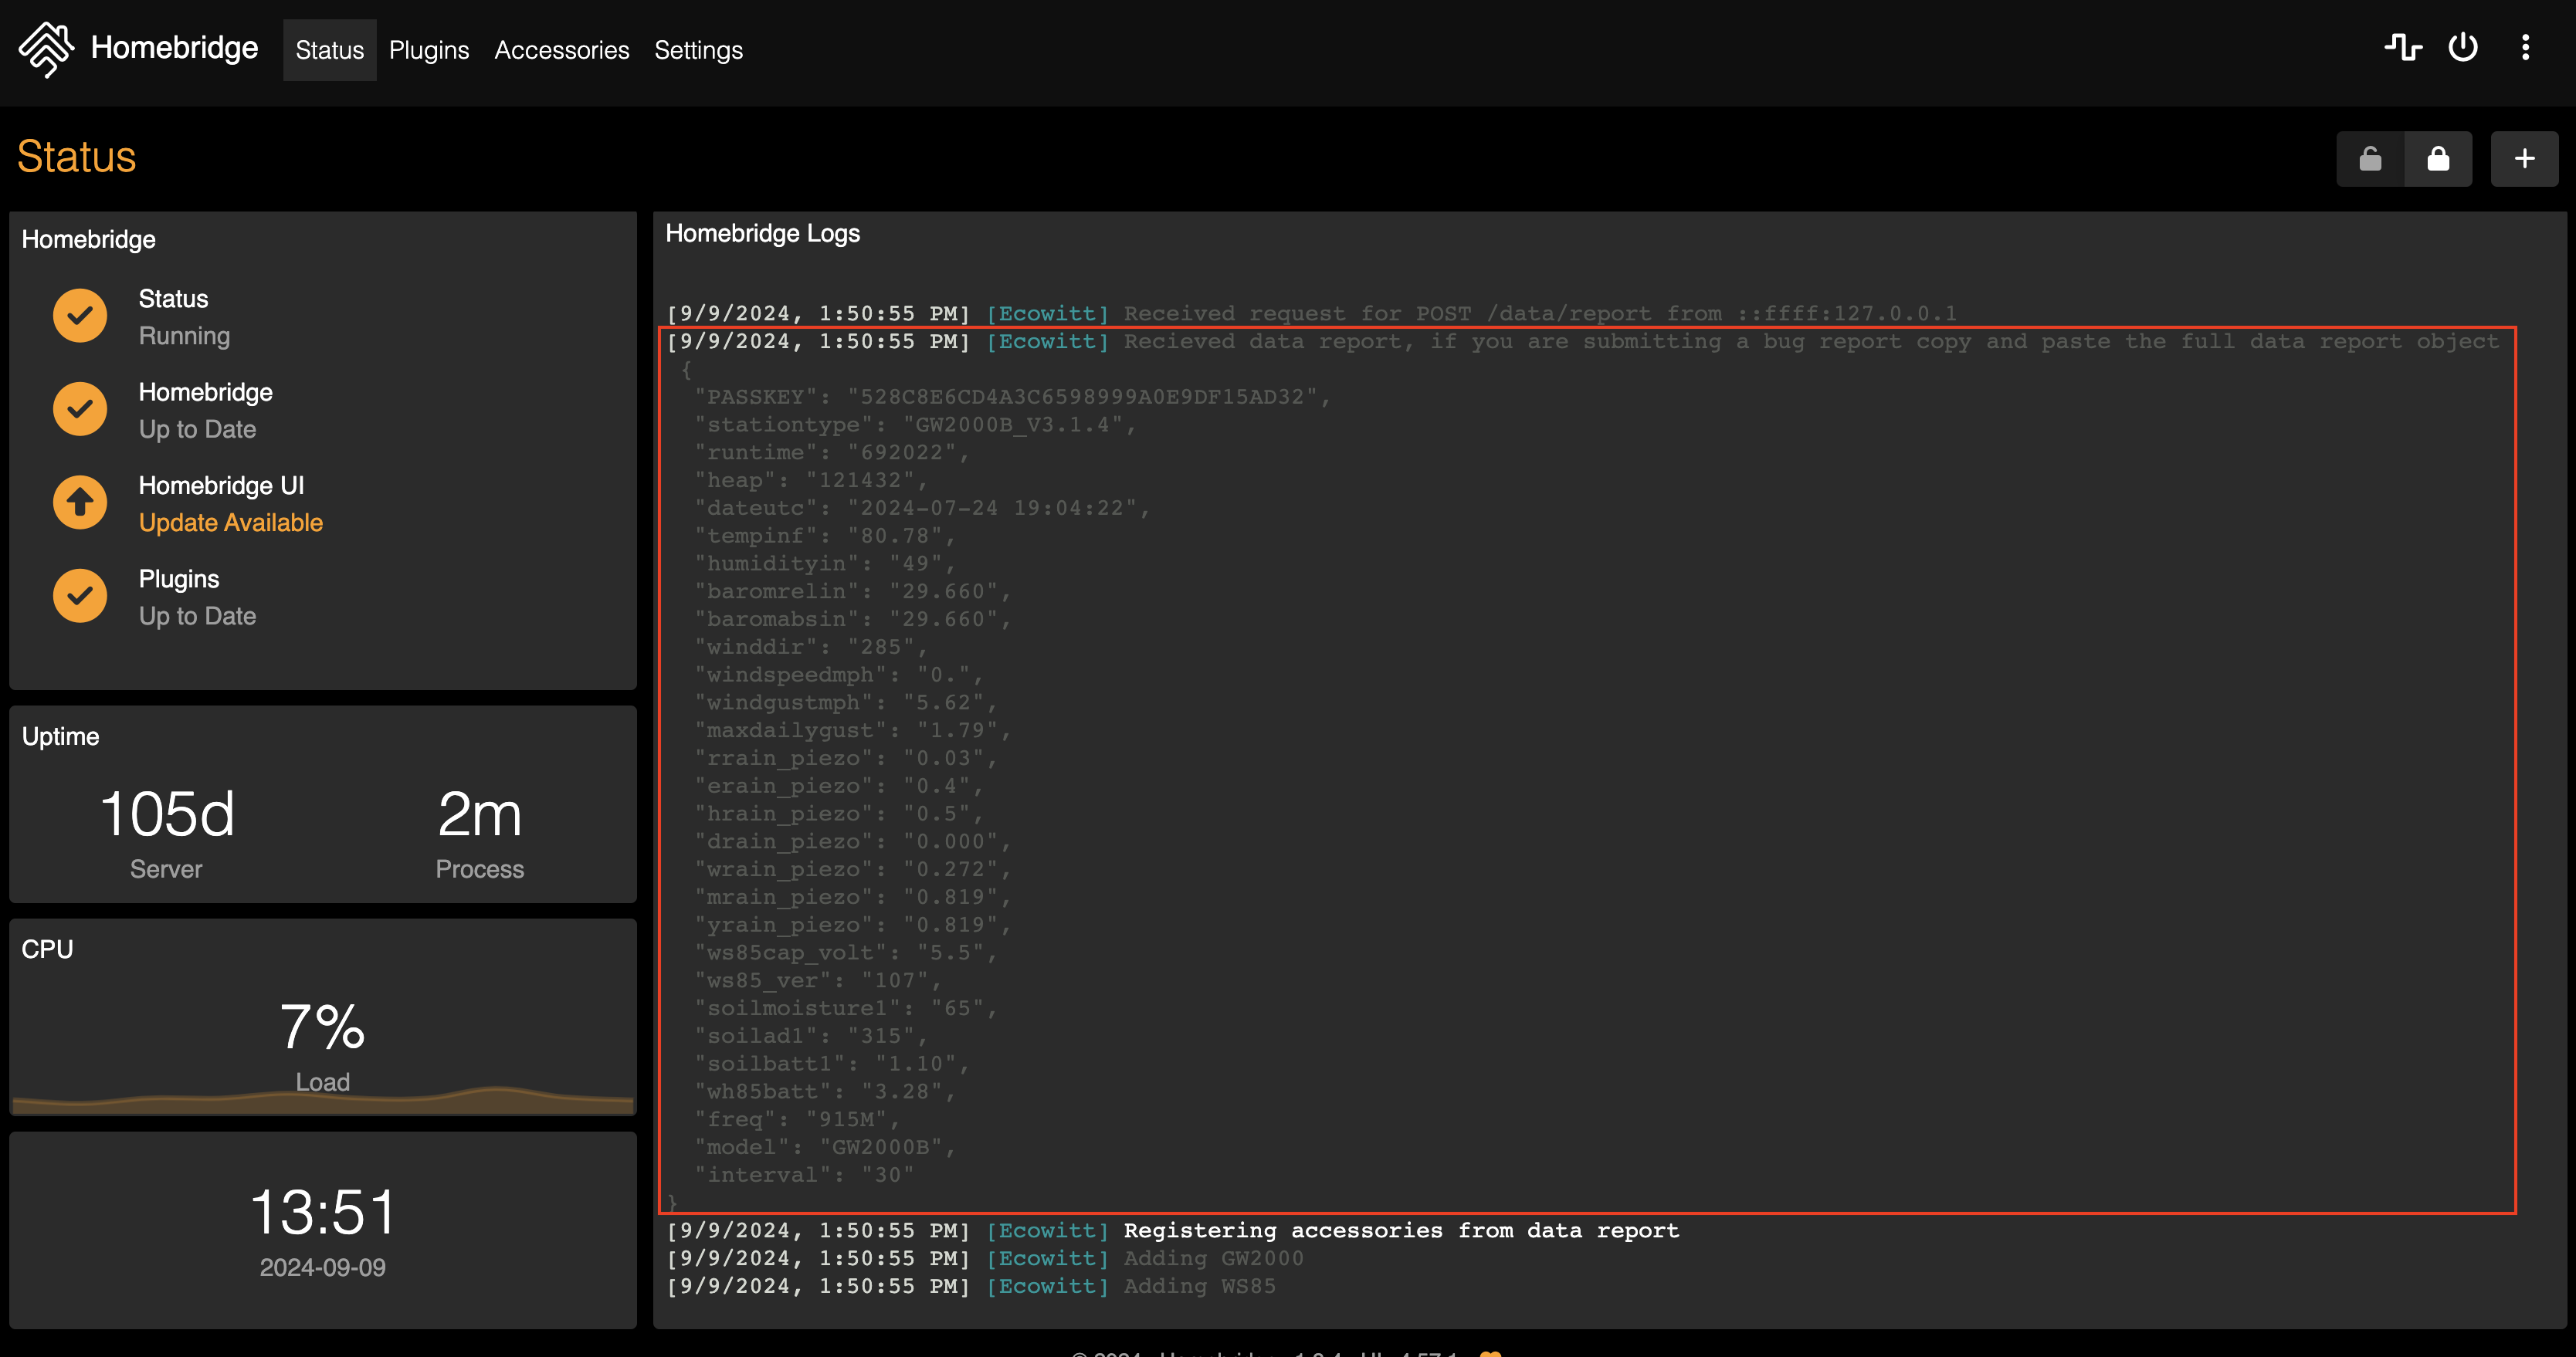 Homebridge Status Plugins Accessories Settings
Status
Homebridge
Status
Running
Homebridge
Up to Date
Homebridge UI
Update Available
Plugins
Up to Date
Uptime
105d 2m
Server Process
CPU
7%
Load
13:51
2024-09-09
Homebridge Logs
[9/9/2024, 1:50:55 PM] [Ecowitt] Received request for POST /data/report from ::ffff:127.0.0.1
[9/9/2024, 1:50:55 PM] [Ecowitt] Recieved data report, if you are submitting a bug report copy and paste the full data report object
{
"PASSKEY": "528C8E6CD4A3C6598999A0E9DF15AD32",
"stationtype": "GW2000B_V3.1.4",
"runtime": "692022",
"heap": "121432",
"dateutc": "2024-07-24 19:04:22",
"tempinf": "80.78",
"humidityin": "49",
"baromrelin": "29.660",
"baromabsin": "29.660",
"winddir": "285",
"windspeedmph": "0.",
"windgustmph": "5.62",
"maxdailygust": "1.79",
"rrain_piezo": "0.03",
"erain_piezo": "0.4",
"hrain_piezo": "0.5",
"drain_piezo": "0.000",
"wrain_piezo": "0.272",
"mrain_piezo": "0.819",
"yrain_piezo": "0.819",
"ws85cap_volt": "5.5",
"ws85_ver": "107",
"soilmoisture1": "65",
"soilad1": "315",
"soilbatt1": "1.10",
"wh85batt": "3.28",
"freq": "915M",
"model": "GW2000B",
"interval": "30"
}
[9/9/2024, 1:50:55 PM] [Ecowitt] Registering accessories from data report
[9/9/2024, 1:50:55 PM] [Ecowitt] Adding GW2000
[9/9/2024, 1:50:55 PM] [Ecowitt] Adding WS85